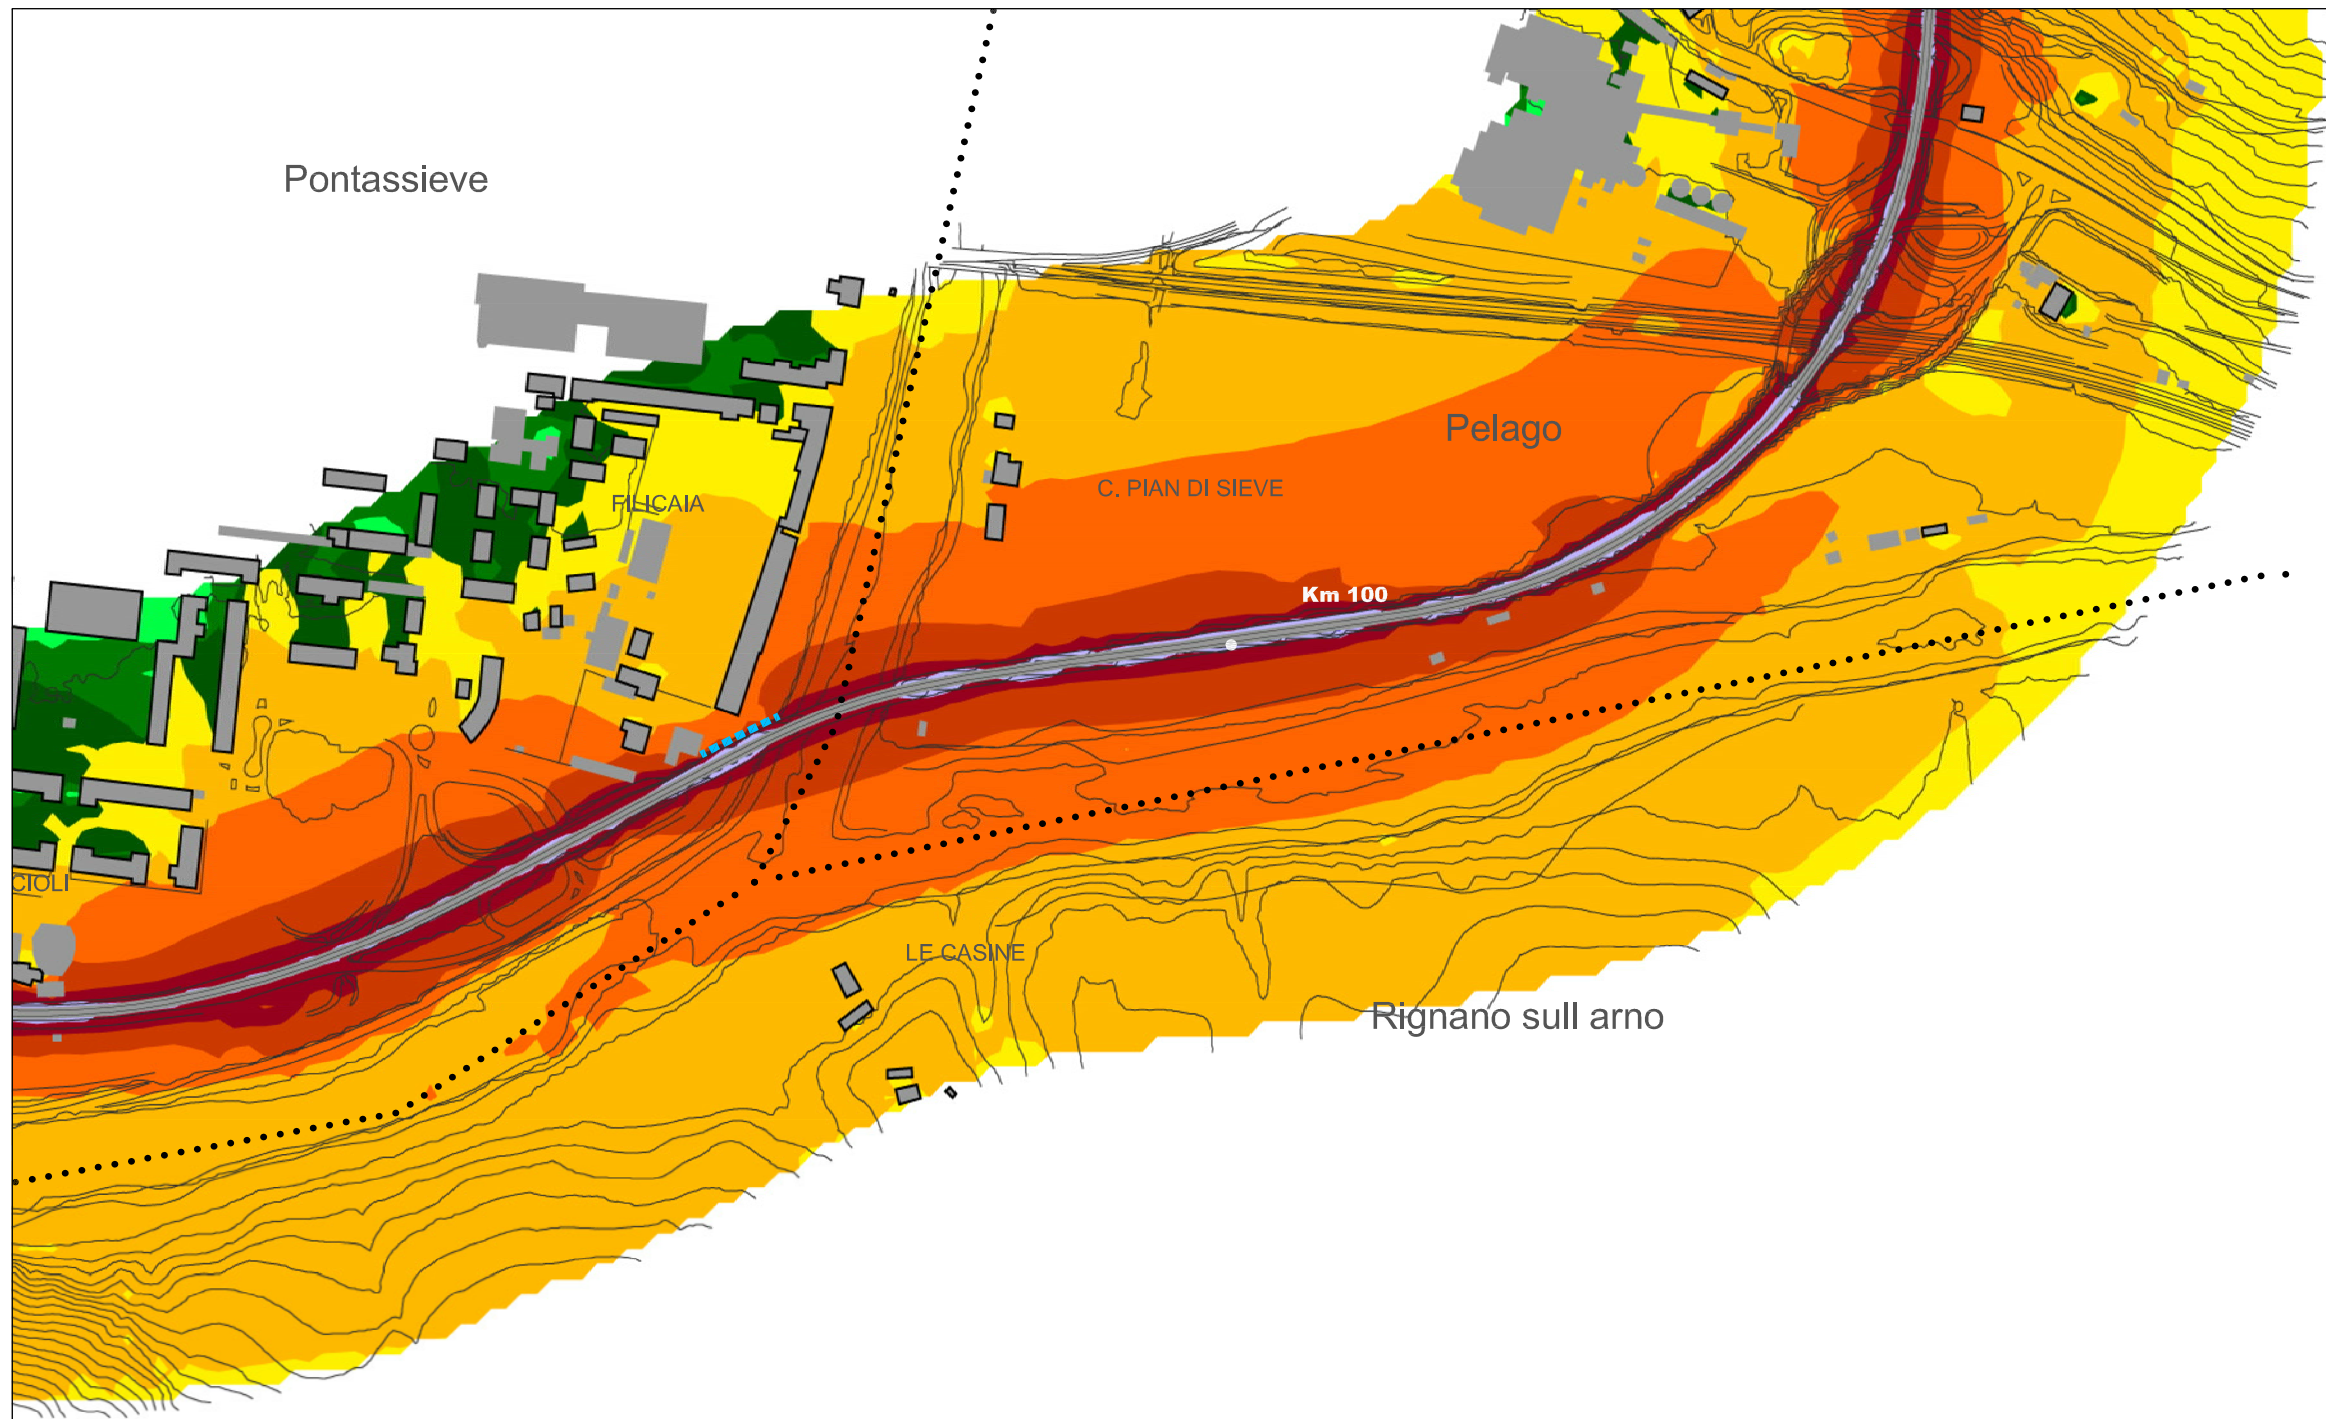 Pontassieve
Pelago
C. PIAN DI SIEVE
FILICAIA
Km 100
CIOLI
LE CASINE
Rignano sull arno